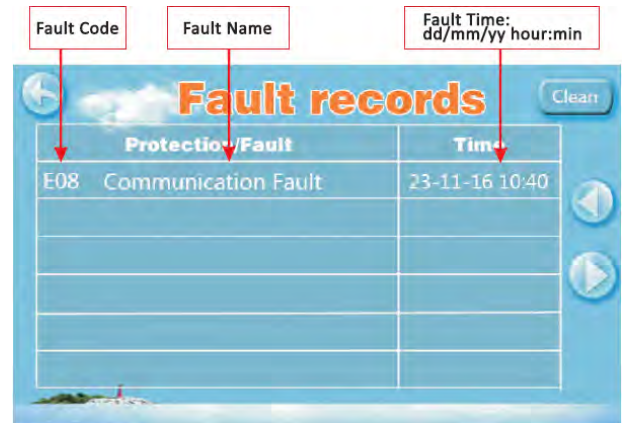 Fault Code
Fault Name
Fault Time:
dd/mm/yy hour:min
Fault records
Clean
Protection/Fault
Time
E08 Communication Fault
23-11-16 10:40